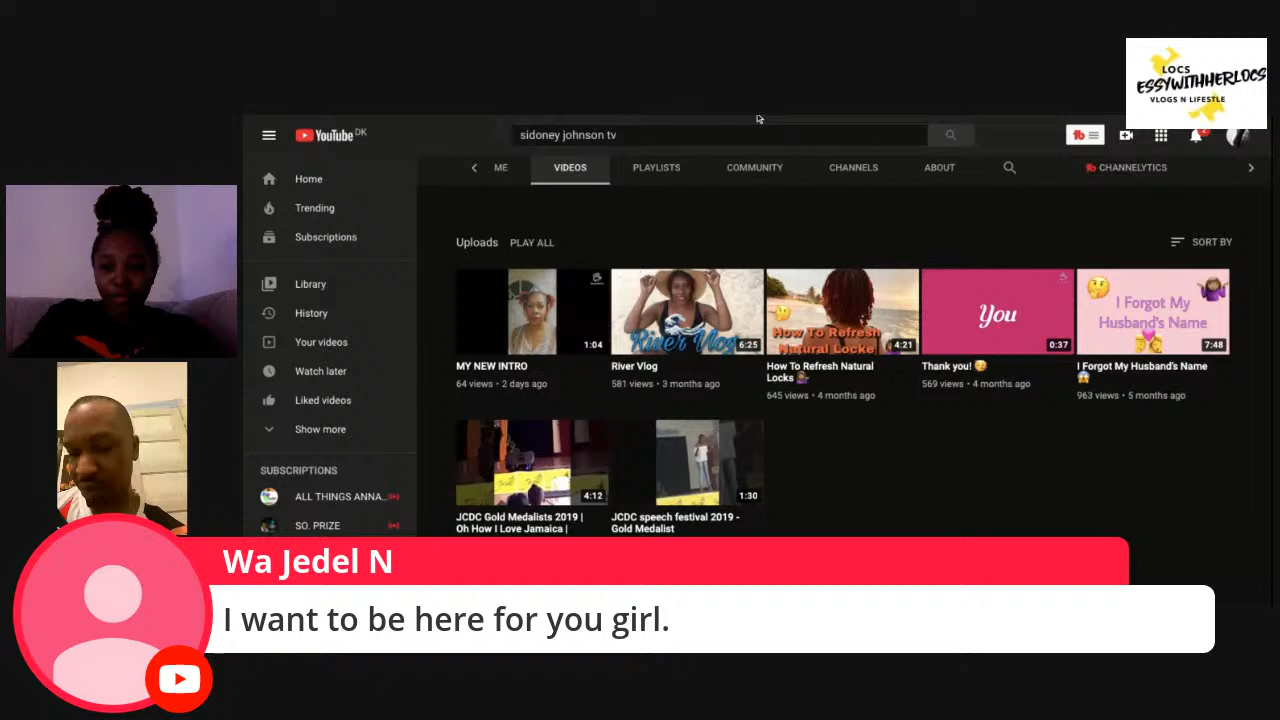 LOCS
ESSYWITHHERLOCS
VLOGS N LIFESTLE
YouTube DK
sidoney johnson tv
ME
VIDEOS
PLAYLISTS
COMMUNITY
CHANNELS
ABOUT
CHANNELYTICS
Home
Trending
Subscriptions
Library
History
Your videos
Watch later
Liked videos
Show more
SUBSCRIPTIONS
ALL THINGS ANNA...
SO. PRIZE
Uploads PLAY ALL
SORT BY
1:04
MY NEW INTRO
64 views • 2 days ago
River Vlog
6:25
River Vlog
581 views • 3 months ago
How To Refresh
Natural Locke
4:21
How To Refresh Natural
Locks
645 views • 4 months ago
You
0:37
Thank you!
569 views • 4 months ago
I Forgot My
Husband's Name
7:48
I Forgot My Husband's Name
963 views • 5 months ago
4:12
JCDC Gold Medalists 2019 |
Oh How I Love Jamaica |
1:30
JCDC speech festival 2019 -
Gold Medalist
Wa Jedel N
I want to be here for you girl.